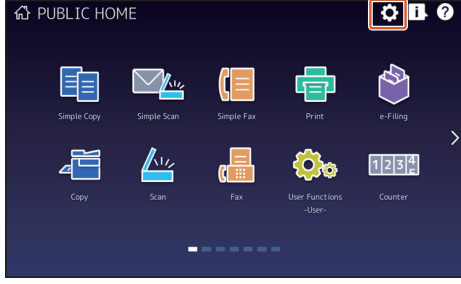 PUBLIC HOME
Simple Copy
Simple Scan
Simple Fax
Print
e-Filing
Copy
Scan
Fax
User Functions
-User-
1234
Counter